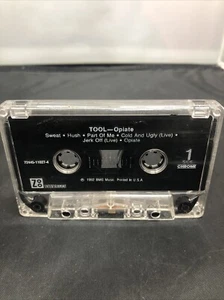 TOOL—Opiate
Sweat • Hush • Part Of Me • Cold And Ugly (Live) •
Jerk Off (Live) • Opiate
1
CHROME
℗, © 1992 BMG Music. Printed in U.S.A.